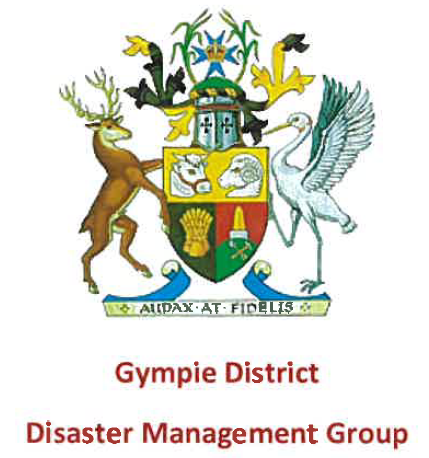 AUDAX · AT · FIDELIS
Gympie District
Disaster Management Group